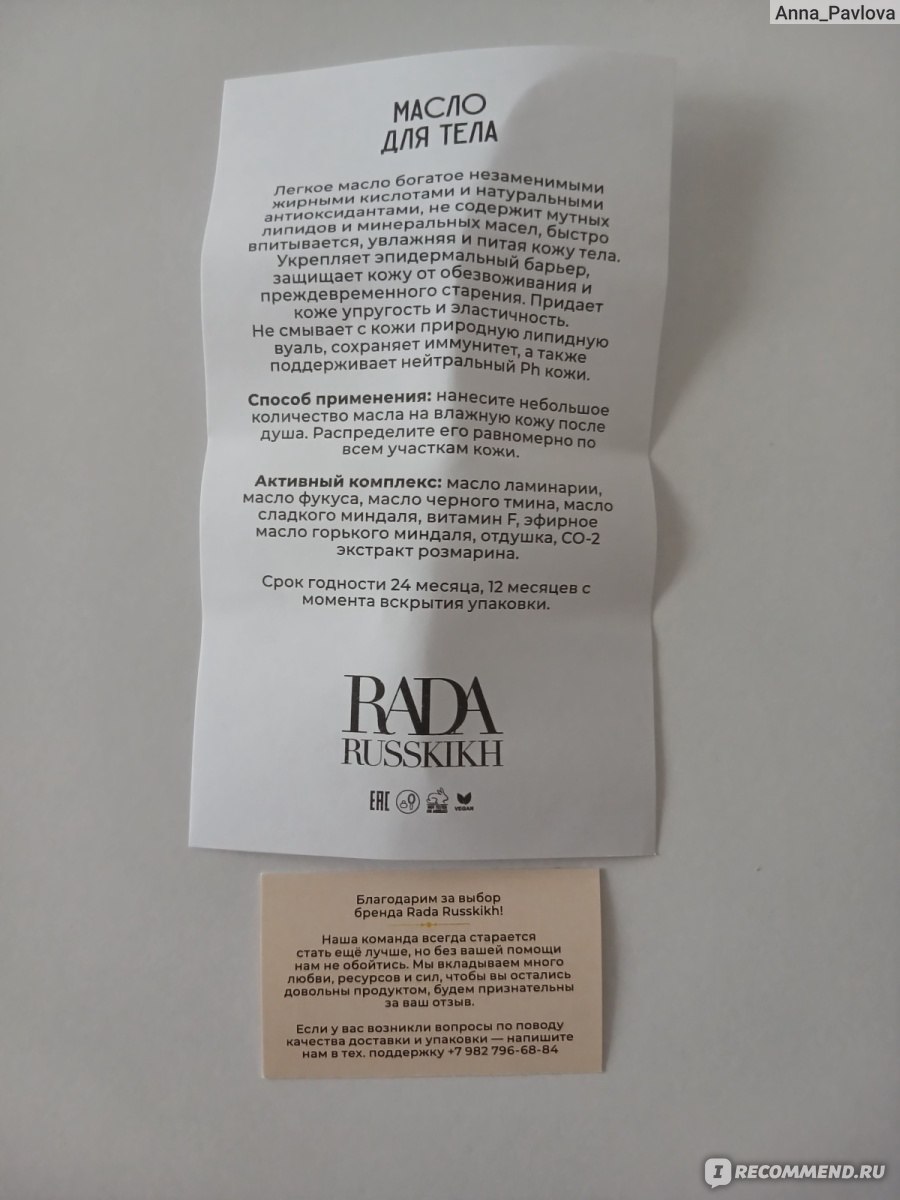 Anna_Pavlova
МАСЛО
ДЛЯ ТЕЛА
Легкое масло богатое незаменимыми
жирными кислотами и натуральными
антиоксидантами, не содержит мутных
липидов и минеральных масел, быстро
впитывается, увлажняя и питая кожу тела.
Укрепляет эпидермальный барьер,
защищает кожу от обезвоживания и
преждевременного старения. Придает
коже упругость и эластичность.
Не смывает с кожи природную липидную
вуаль, сохраняет иммунитет, а также
поддерживает нейтральный Ph кожи.
Способ применения: нанесите небольшое
количество масла на влажную кожу после
душа. Распределите его равномерно по
всем участкам кожи.
Активный комплекс: масло ламинарии,
масло фукуса, масло черного тмина, масло
сладкого миндаля, витамин F, эфирное
масло горького миндаля, отдушка, СО-2
экстракт розмарина.
Срок годности 24 месяца, 12 месяцев с
момента вскрытия упаковки.
RADA
RUSSKIKH
EAC
VEGAN
Благодарим за выбор
бренда Rada Russkikh!
Наша команда всегда старается
стать ещё лучше, но без вашей помощи
нам не обойтись. Мы вкладываем много
любви, ресурсов и сил, чтобы вы остались
довольны продуктом, будем признательны
за ваш отзыв.
Если у вас возникли вопросы по поводу
качества доставки и упаковки — напишите
нам в тех. поддержку +7 982 796-68-84
IRECOMMEND.RU